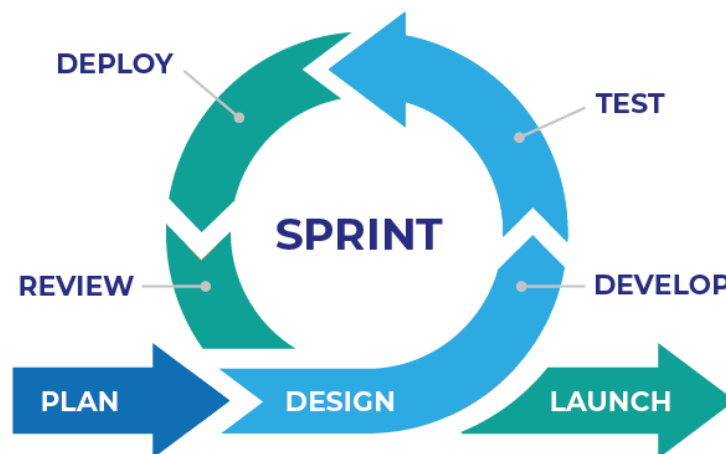 DEPLOY
TEST
SPRINT
REVIEW
DEVELOP
PLAN
DESIGN
LAUNCH